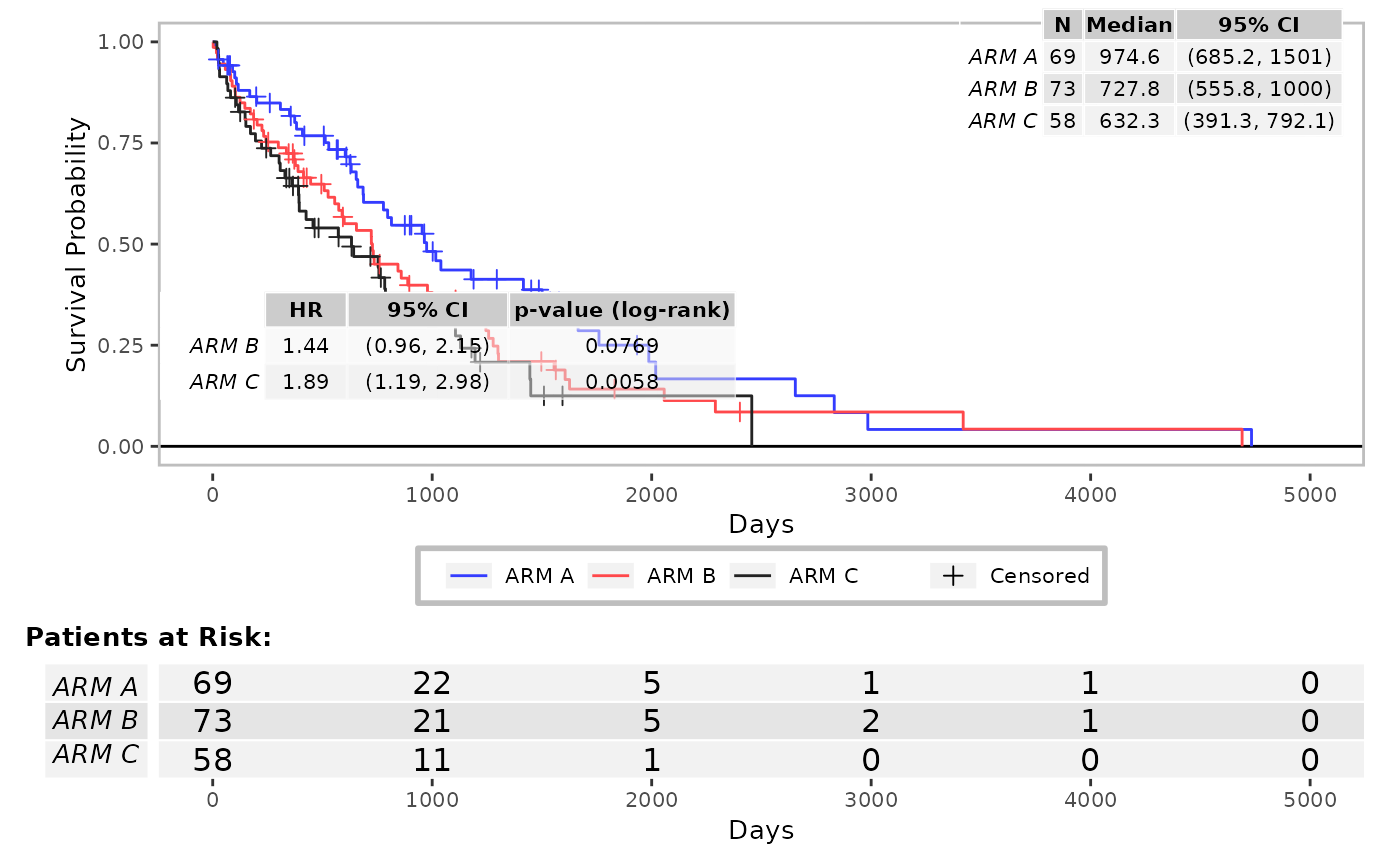 N Median 95% CI
ARM A 69 974.6 (685.2, 1501)
ARM B 73 727.8 (555.8, 1000)
ARM C 58 632.3 (391.3, 792.1)
Survival Probability
1.00
0.75
0.50
0.25
0.00
HR 95% CI p-value (log-rank)
ARM B 1.44 (0.96, 2.15) 0.0769
ARM C 1.89 (1.19, 2.98) 0.0058
0 1000 2000 3000 4000 5000
Days
ARM A ARM B ARM C Censored
Patients at Risk:
ARM A 69 22 5 1 1 0
ARM B 73 21 5 2 1 0
ARM C 58 11 1 0 0 0
0 1000 2000 3000 4000 5000
Days